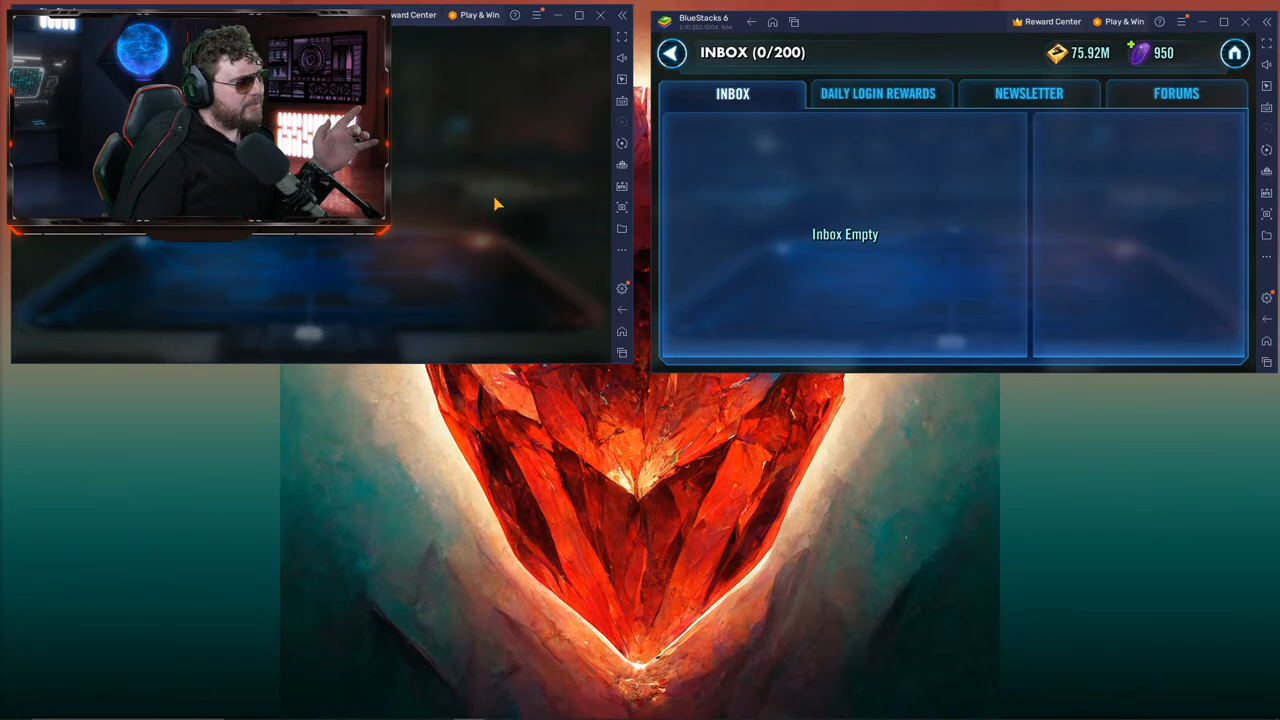 ward Center
Play & Win
BlueStacks 6
Reward Center
Play & Win
INBOX (0/200)
75.92M
950
INBOX
DAILY LOGIN REWARDS
NEWSLETTER
FORUMS
Inbox Empty